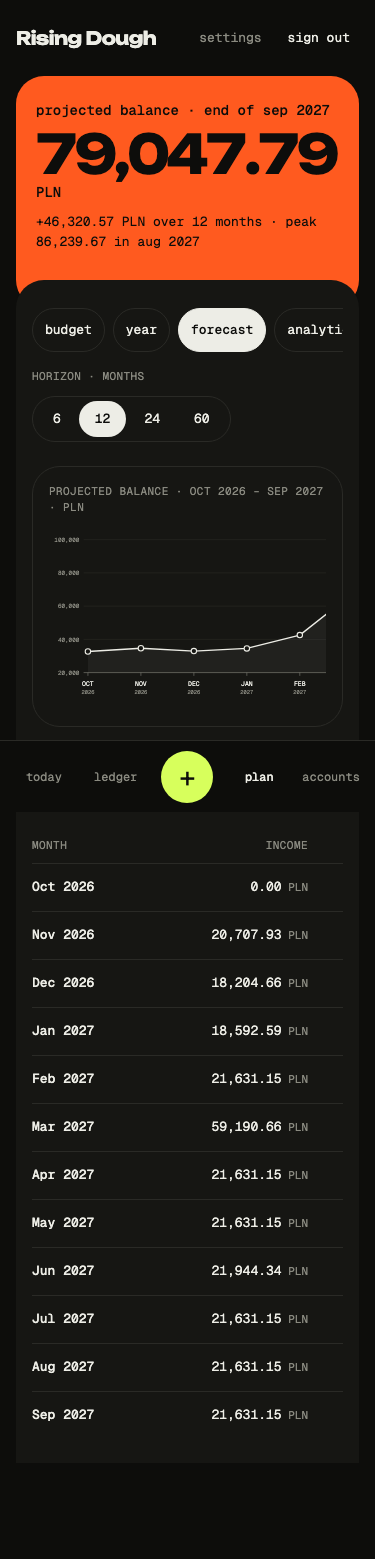 Rising Dough settings sign out
projected balance · end of sep 2027
79,047.79
PLN
+46,320.57 PLN over 12 months · peak
86,239.67 in aug 2027
budget year forecast analyti
HORIZON · MONTHS
6 12 24 60
PROJECTED BALANCE · OCT 2026 – SEP 2027
· PLN
100,000
80,000
60,000
40,000
20,000
OCT NOV DEC JAN FEB
2026 2026 2026 2027 2027
today ledger + plan accounts
MONTH INCOME
Oct 2026 0.00 PLN
Nov 2026 20,707.93 PLN
Dec 2026 18,204.66 PLN
Jan 2027 18,592.59 PLN
Feb 2027 21,631.15 PLN
Mar 2027 59,190.66 PLN
Apr 2027 21,631.15 PLN
May 2027 21,631.15 PLN
Jun 2027 21,944.34 PLN
Jul 2027 21,631.15 PLN
Aug 2027 21,631.15 PLN
Sep 2027 21,631.15 PLN